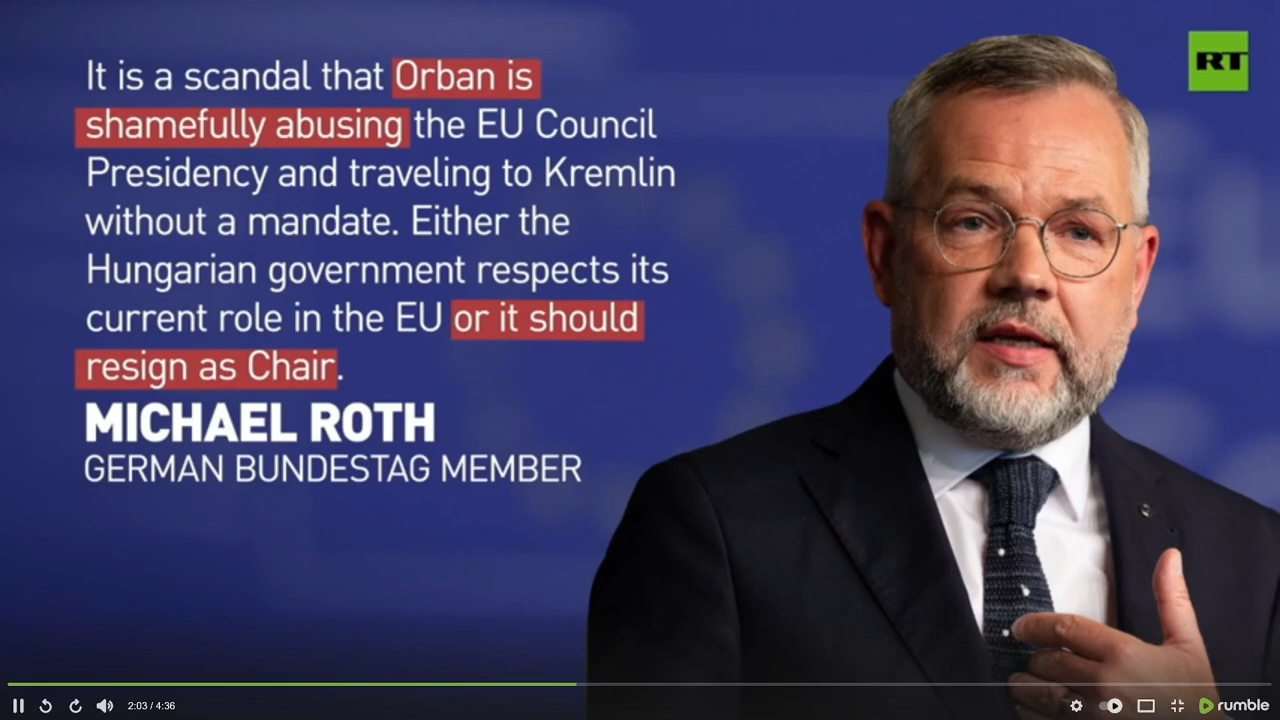 RT
It is a scandal that Orban is
shamefully abusing the EU Council
Presidency and traveling to Kremlin
without a mandate. Either the
Hungarian government respects its
current role in the EU or it should
resign as Chair.
MICHAEL ROTH
GERMAN BUNDESTAG MEMBER
2:03 / 4:36
rumble